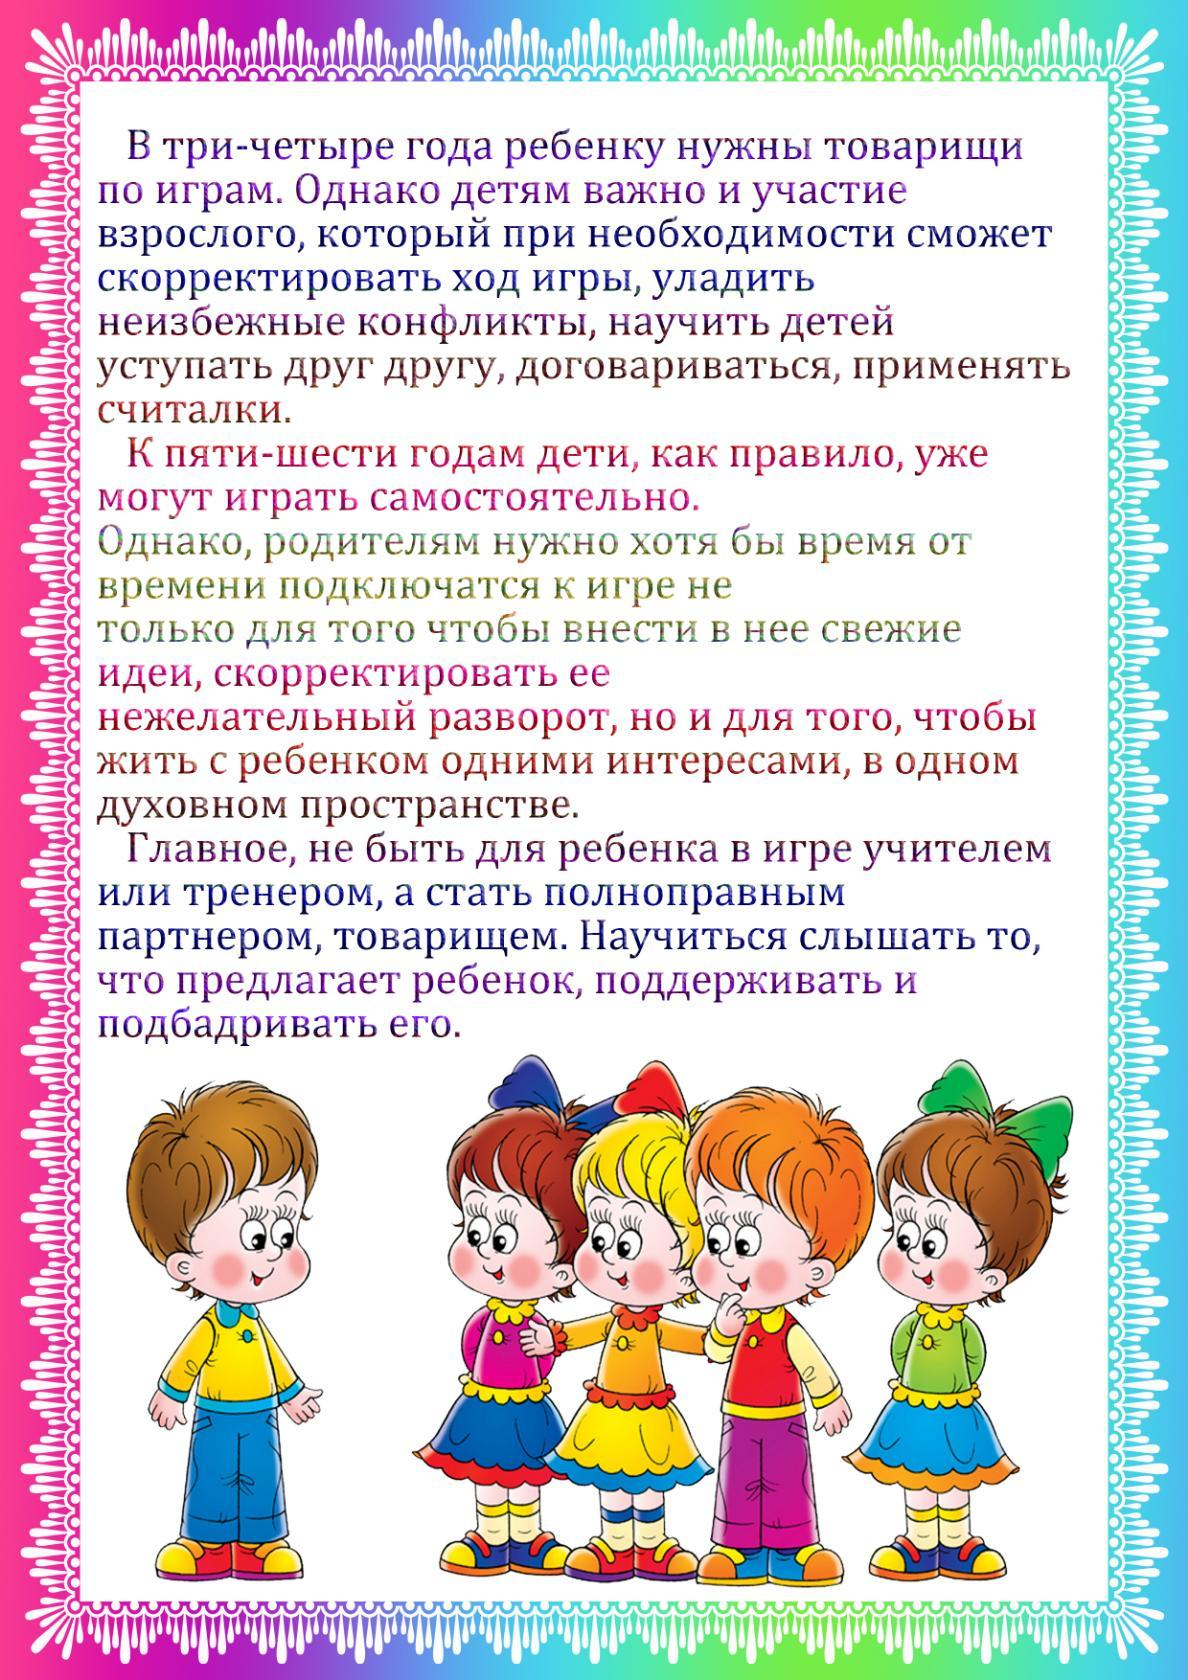 В три-четыре года ребенку нужны товарищи
по играм. Однако детям важно и участие
взрослого, который при необходимости сможет
скорректировать ход игры, уладить
неизбежные конфликты, научить детей
уступать друг другу, договариваться, применять
считалки.
К пяти-шести годам дети, как правило, уже
могут играть самостоятельно.
Однако, родителям нужно хотя бы время от
времени подключатся к игре не
только для того чтобы внести в нее свежие
идеи, скорректировать ее
нежелательный разворот, но и для того, чтобы
жить с ребенком одними интересами, в одном
духовном пространстве.
Главное, не быть для ребенка в игре учителем
или тренером, а стать полноправным
партнером, товарищем. Научиться слышать то,
что предлагает ребенок, поддерживать и
подбадривать его.